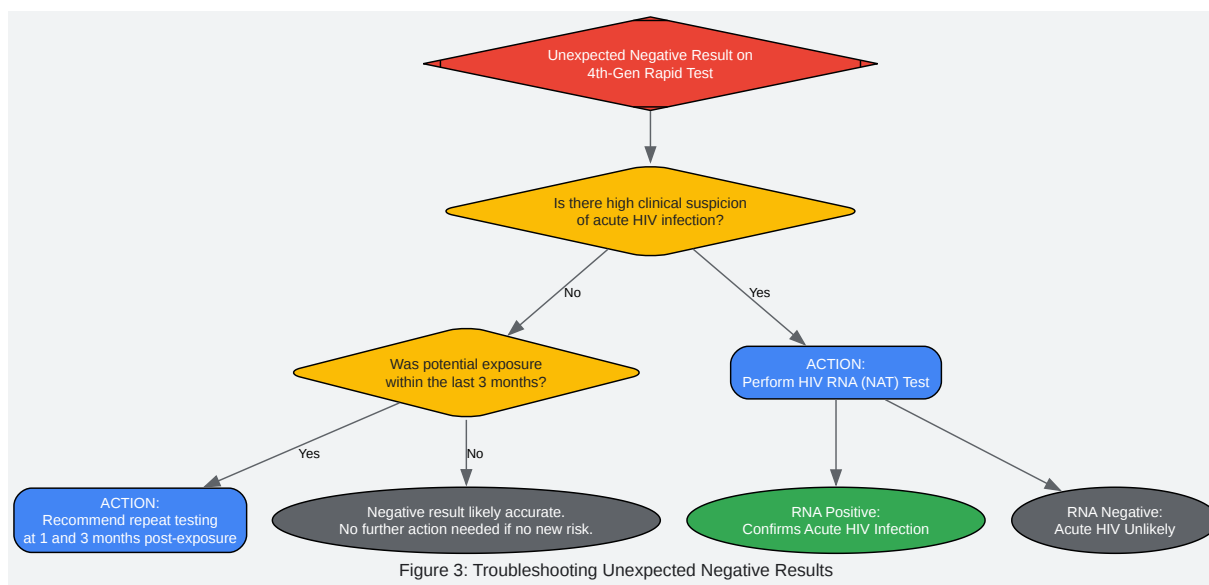 Unexpected Negative Result on
4th-Gen Rapid Test
Is there high clinical suspicion
of acute HIV infection?
No
Yes
Was potential exposure
within the last 3 months?
ACTION:
Perform HIV RNA (NAT) Test
Yes
No
ACTION:
Recommend repeat testing
at 1 and 3 months post-exposure
Negative result likely accurate.
No further action needed if no new risk.
RNA Positive:
Confirms Acute HIV Infection
RNA Negative:
Acute HIV Unlikely
Figure 3: Troubleshooting Unexpected Negative Results